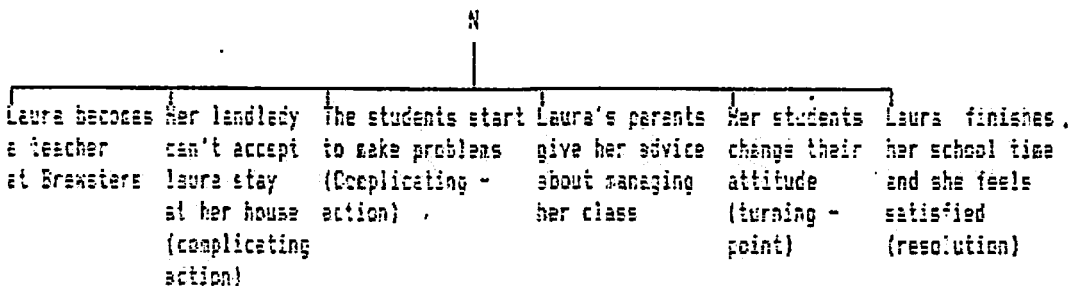 N
Laura becomes
a teacher
at Brewsters
Her landlady
can't accept
laura stay
at her house
(complicating
action)
The students start
to make problems
(Complicating -
action)
Laura's parents
give her advice
about managing
her class
Her students
change their
attitude
(turning -
point)
Laura finishes.
her school time
and she feels
satisfied
(resolution)